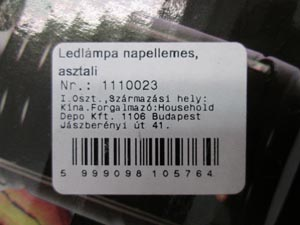 Ledlámpa napellemes,
asztali
Nr.: 1110023
I.Oszt.,Származási hely:
Kína.Forgalmazó:Household
Depo Kft. 1106 Budapest
Jászberényi út 41.
5 999098 105764